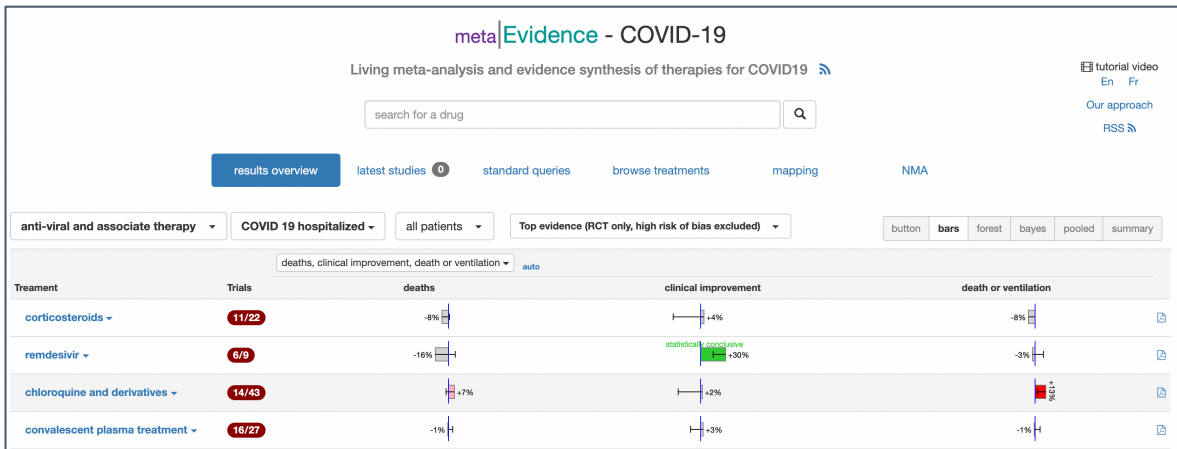 meta|Evidence - COVID-19
Living meta-analysis and evidence synthesis of therapies for COVID19
tutorial video
En Fr
Our approach
RSS
search for a drug
results overview latest studies 0 standard queries browse treatments mapping NMA
anti-viral and associate therapy COVID 19 hospitalized all patients Top evidence (RCT only, high risk of bias excluded) button bars forest bayes pooled summary
deaths, clinical improvement, death or ventilation auto
Treament Trials deaths clinical improvement death or ventilation
corticosteroids 11/22 -8% +4% -8%
statistically conclusive
remdesivir 6/9 -16% +30% -3%
chloroquine and derivatives 14/43 +7% +2% +13%
convalescent plasma treatment 16/27 -1% +3% -1%